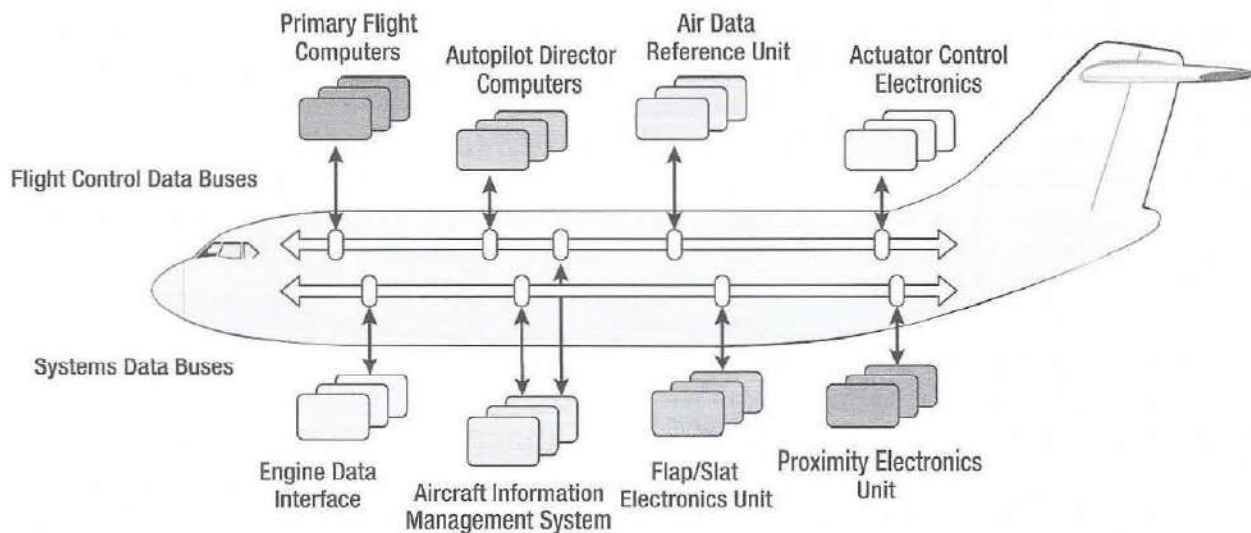 Primary Flight
Computers
Autopilot Director
Computers
Air Data
Reference Unit
Actuator Control
Electronics
Flight Control Data Buses
Systems Data Buses
Engine Data
Interface
Aircraft Information
Management System
Flap/Slat
Electronics Unit
Proximity Electronics
Unit